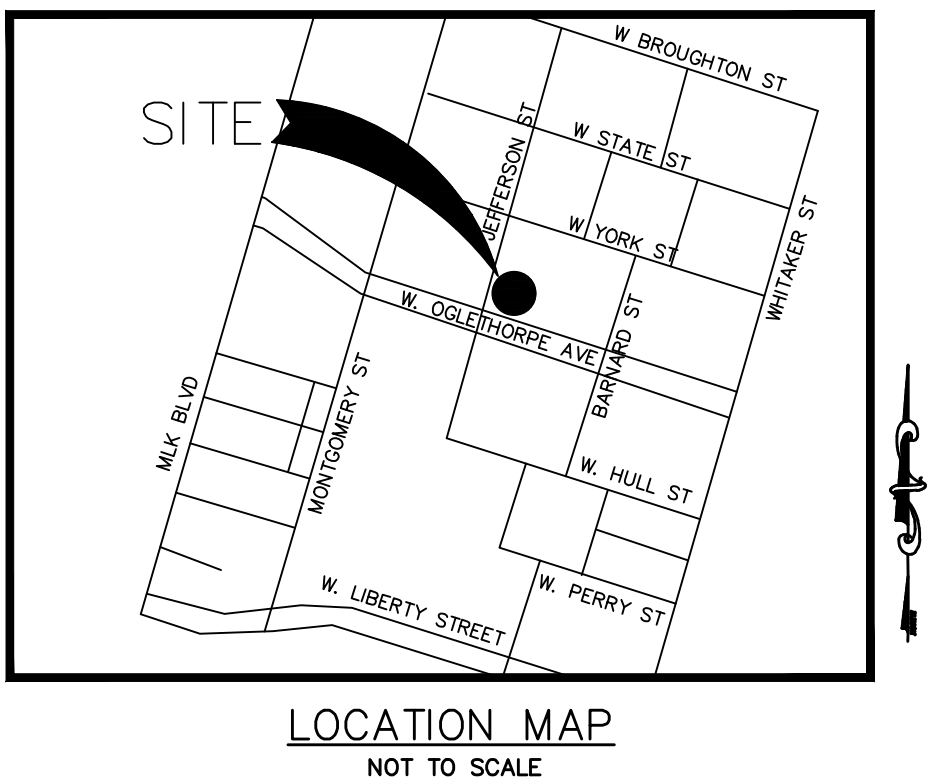 W BROUGHTON ST
SITE
JEFFERSON ST
W STATE ST
W YORK ST
WHITAKER ST
W. OGLETHORPE AVE
BARNARD ST
MLK BLVD
MONTGOMERY ST
W. HULL ST
W. LIBERTY STREET
W. PERRY ST
LOCATION MAP
NOT TO SCALE